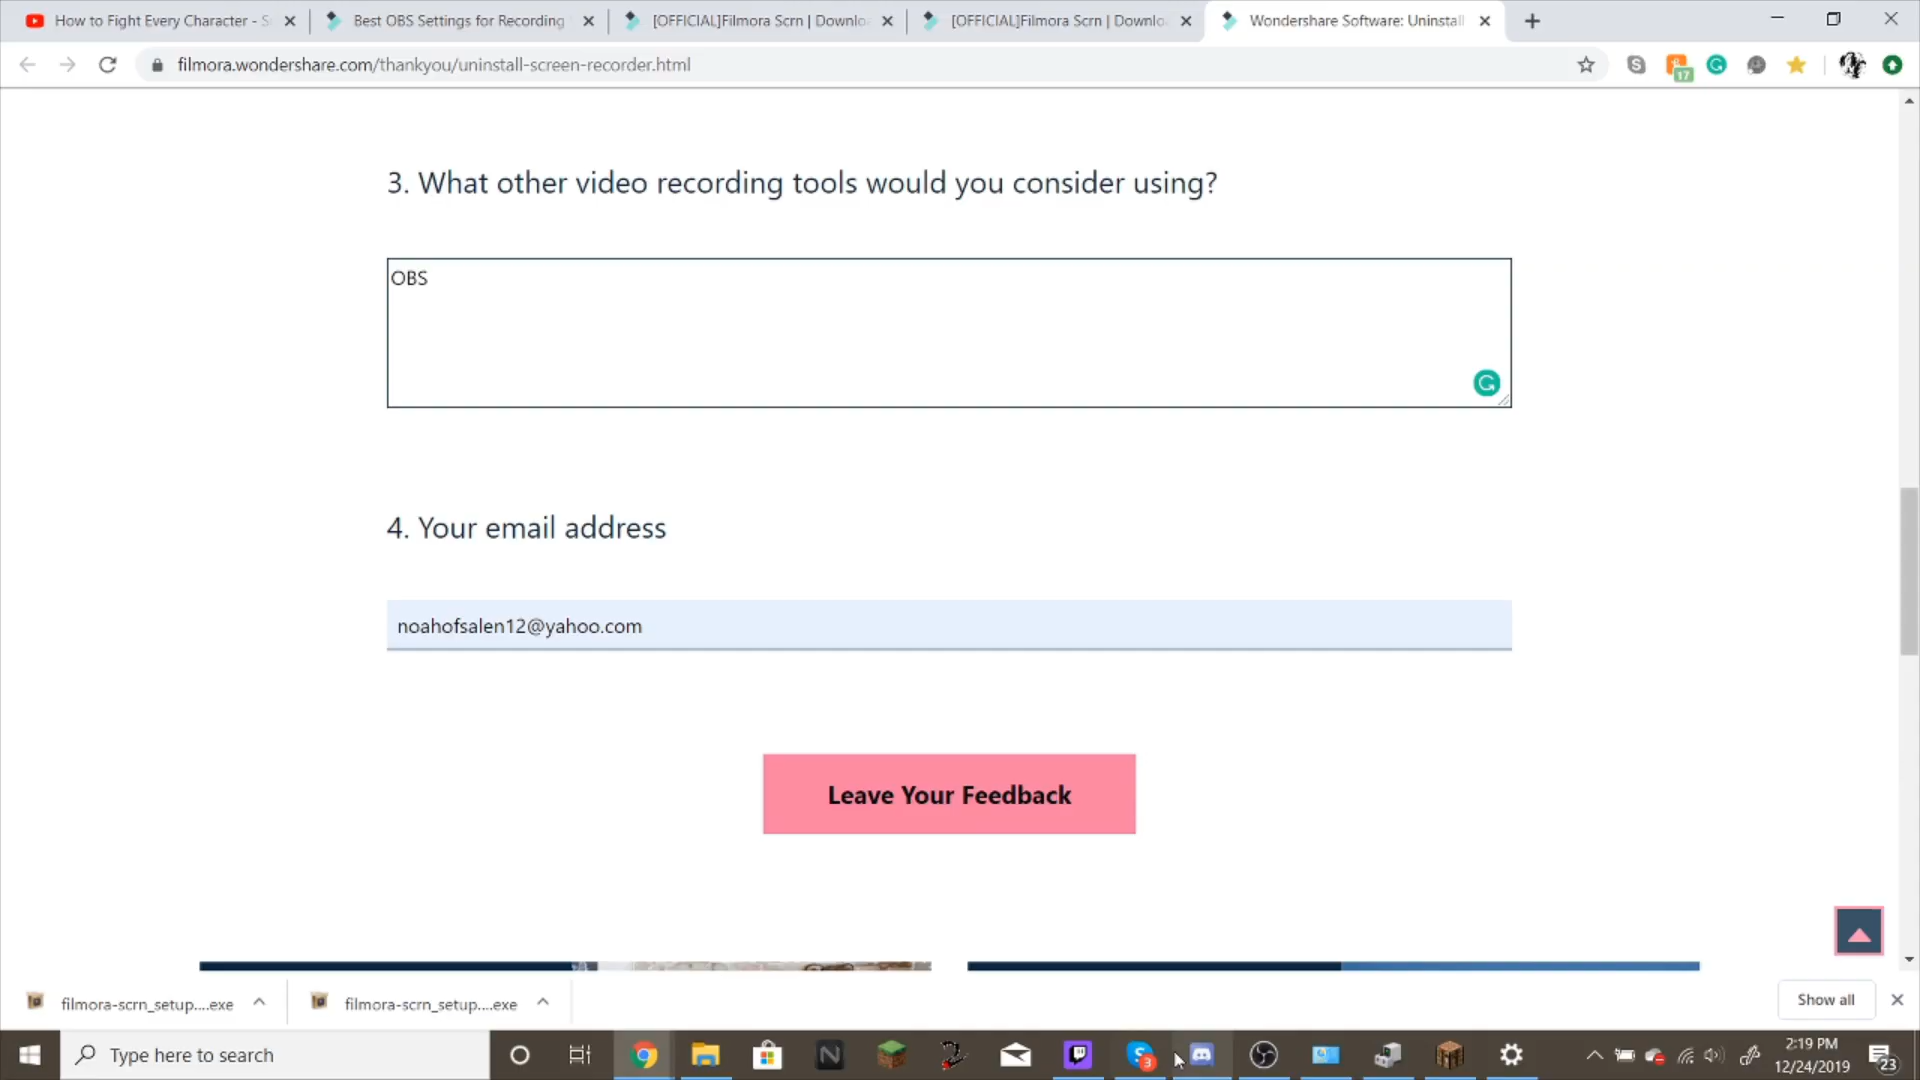 How to Fight Every Character - S
Best OBS Settings for Recording
[OFFICIAL]Filmora Scrn | Downlo
[OFFICIAL]Filmora Scrn | Downlo
Wondershare Software: Uninstall
filmora.wondershare.com/thankyou/uninstall-screen-recorder.html
17
3. What other video recording tools would you consider using?
OBS
4. Your email address
noahofsalen12@yahoo.com
Leave Your Feedback
filmora-scrn_setup....exe
filmora-scrn_setup....exe
Show all
Type here to search
3
2:19 PM
12/24/2019
23